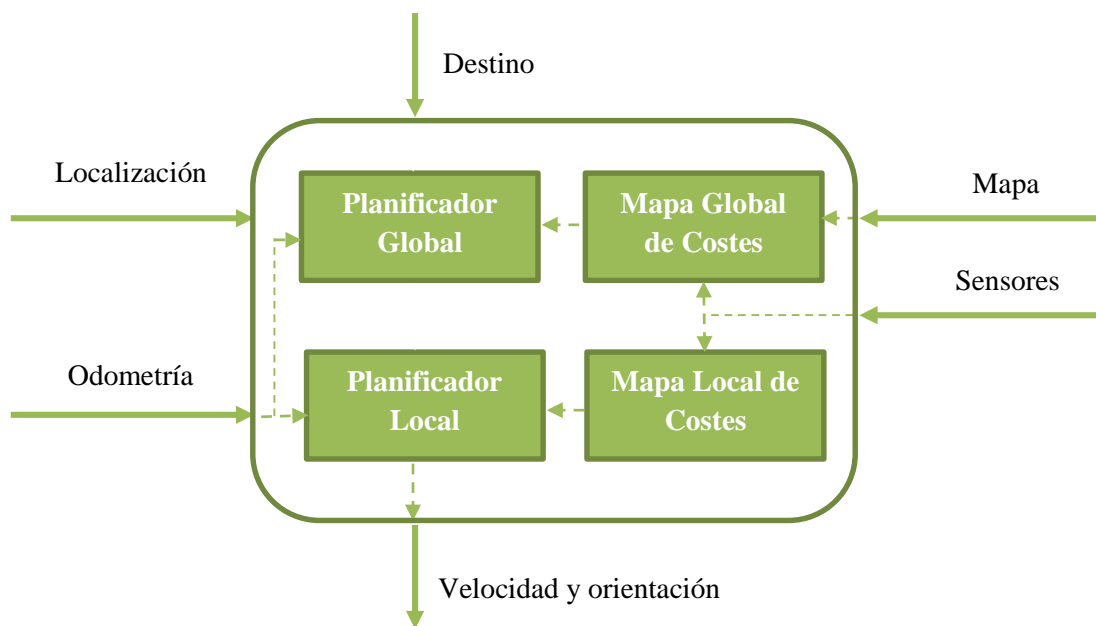 Destino
Localización
Planificador
Global
Mapa Global
de Costes
Mapa
Sensores
Odometría
Planificador
Local
Mapa Local de
Costes
Velocidad y orientación